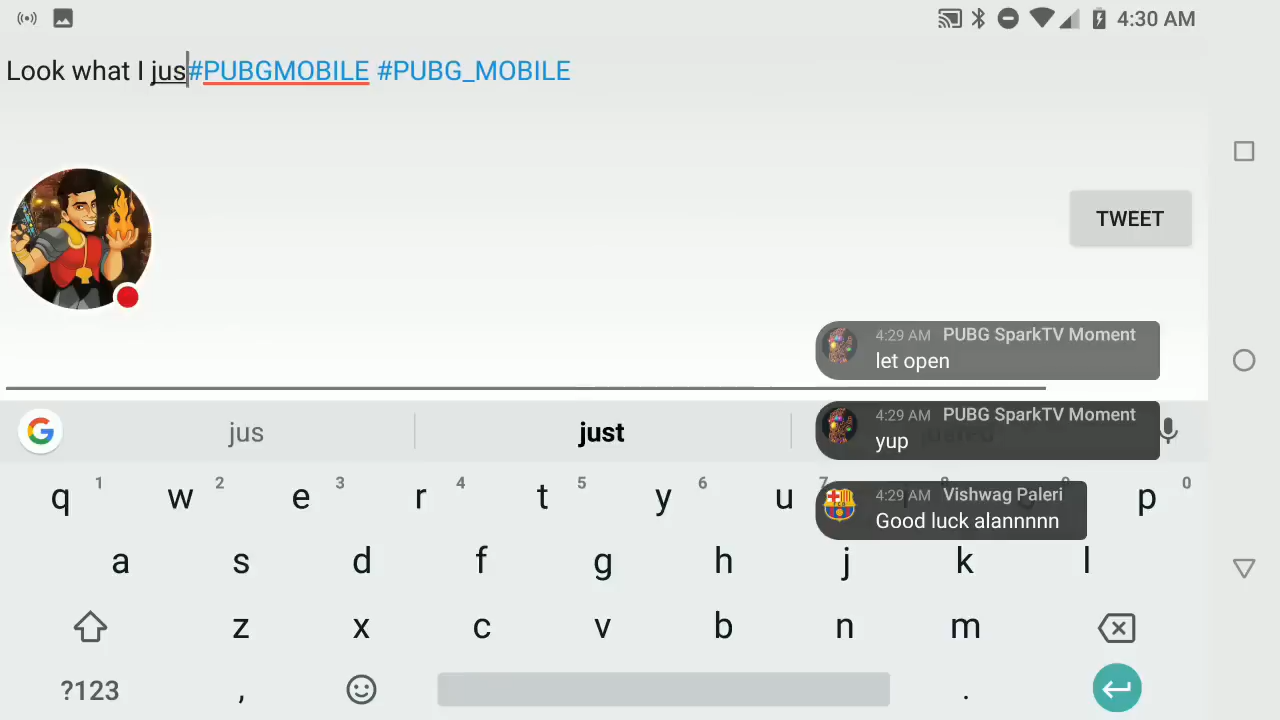 4:30 AM
Look what I jus#PUBGMOBILE #PUBG_MOBILE
TWEET
4:29 AM PUBG SparkTV Moment
let open
4:29 AM PUBG SparkTV Moment
yup
4:29 AM Vishwag Paleri
Good luck alannnnn
jus just
1 2 3 4 5 6 7 8 9 0
q w e r t y u i o p
a s d f g h j k l
z x c v b n m
?123 , .